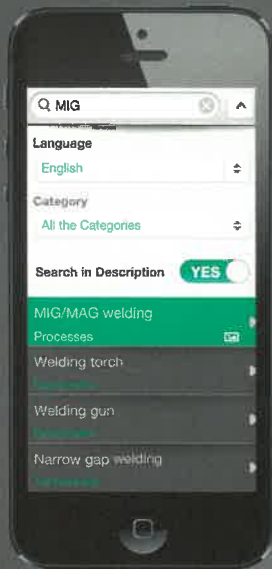 MIG
Language
English
Category
All the Categories
Search in Description YES
MIG/MAG welding
Processes
Welding torch
Welding gun
Narrow gap welding